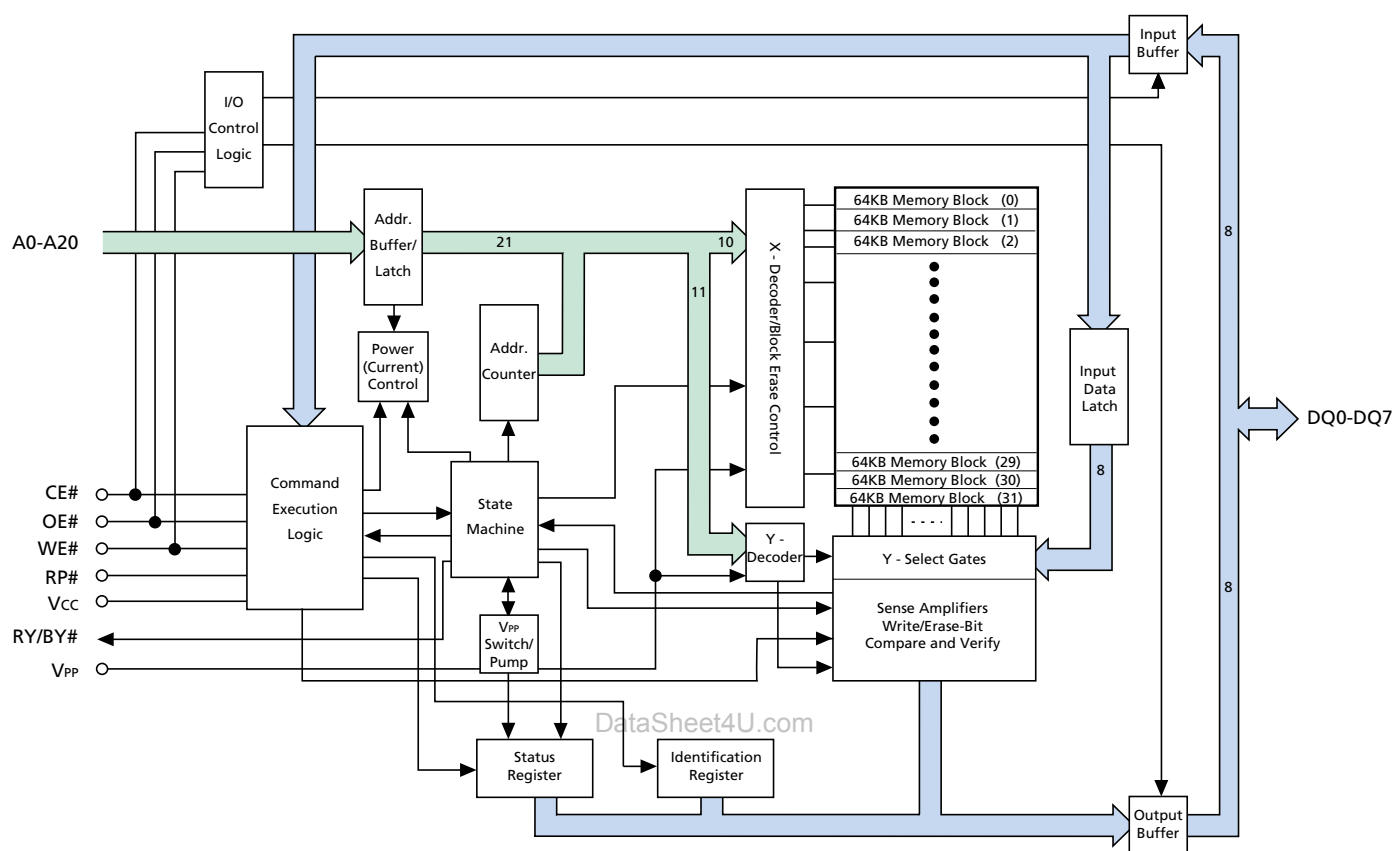 Input
Buffer
I/O
Control
Logic
A0-A20
Addr.
Buffer/
Latch
21
10
11
8
Power
(Current)
Control
Addr.
Counter
X - Decoder/Block Erase Control
64KB Memory Block (0)
64KB Memory Block (1)
64KB Memory Block (2)
64KB Memory Block (29)
64KB Memory Block (30)
64KB Memory Block (31)
Input
Data
Latch
8
DQ0-DQ7
CE#
OE#
WE#
RP#
VCC
RY/BY#
VPP
Command
Execution
Logic
State
Machine
VPP
Switch/
Pump
Y -
Decoder
Y - Select Gates
Sense Amplifiers
Write/Erase-Bit
Compare and Verify
8
DataSheet4U.com
Status
Register
Identification
Register
Output
Buffer